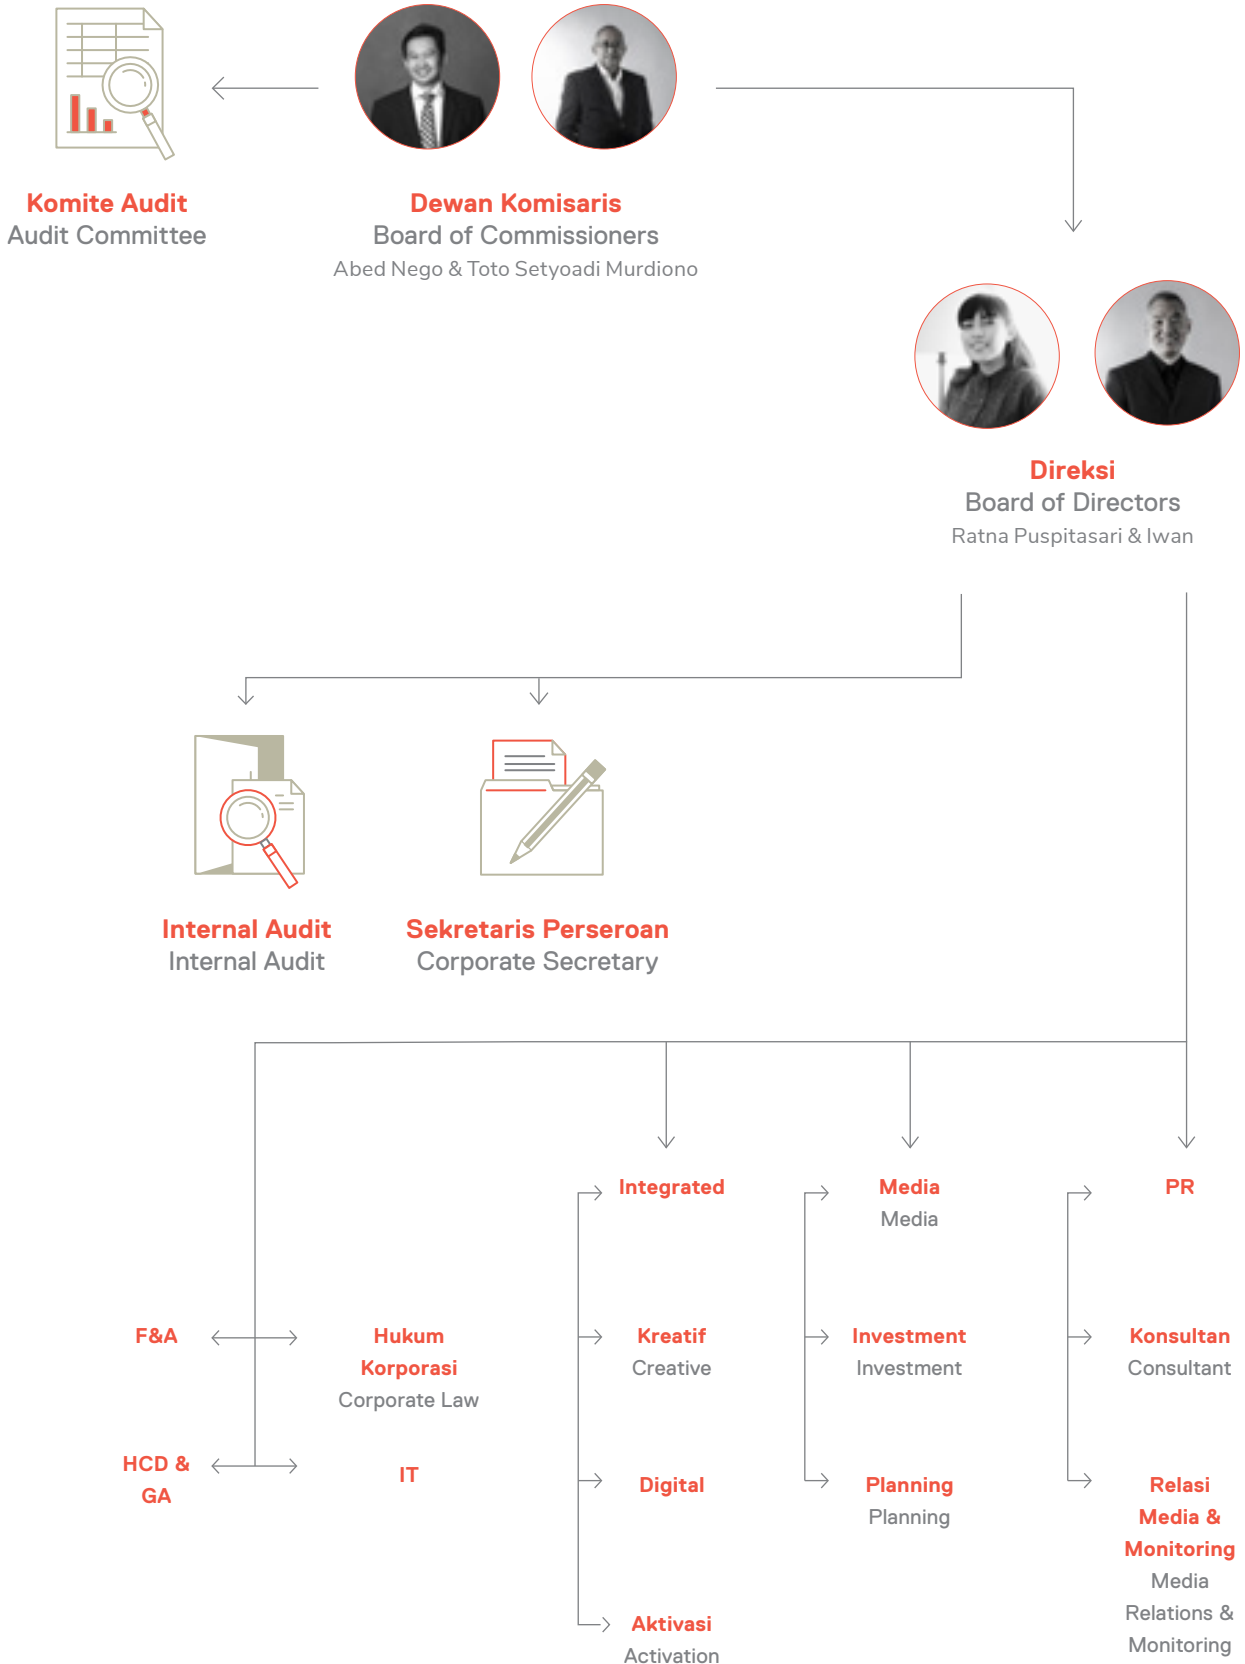 Komite Audit
Audit Committee
Dewan Komisaris
Board of Commissioners
Abed Nego & Toto Setyoadi Murdiono
Direksi
Board of Directors
Ratna Puspitasari & Iwan
Internal Audit
Internal Audit
Sekretaris Perseroan
Corporate Secretary
F&A
Hukum
Korporasi
Corporate Law
HCD &
GA
IT
Integrated
Kreatif
Creative
Digital
Aktivasi
Activation
Media
Media
Investment
Investment
Planning
Planning
PR
Konsultan
Consultant
Relasi
Media &
Monitoring
Media
Relations &
Monitoring